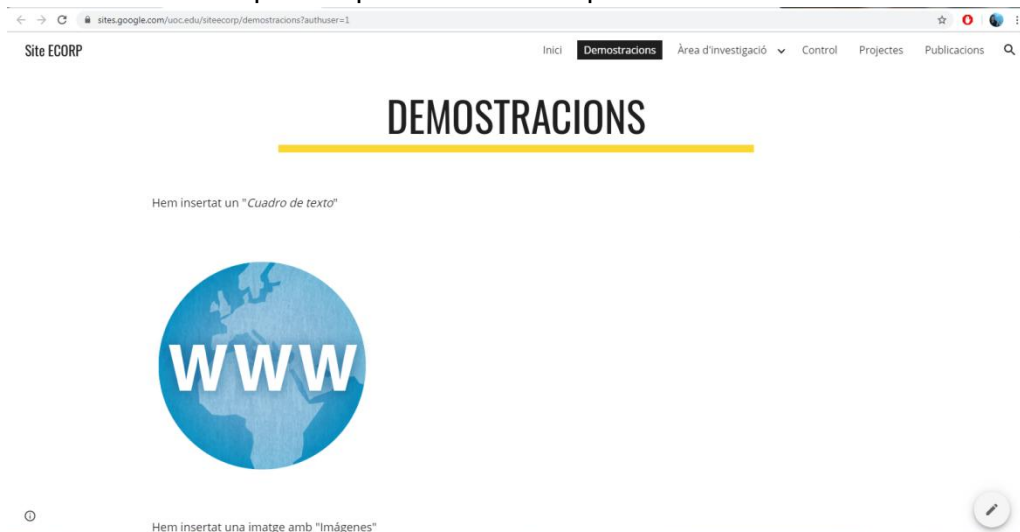 sites.google.com/uoc.edu/siteecorp/demostracions?authuser=1
Site ECORP
Inici Demostracions Àrea d'investigació Control Projectes Publicacions
DEMOSTRACIONS
Hem insertat un "Cuadro de texto"
WWW
Hem insertat una imatge amb "Imágenes"